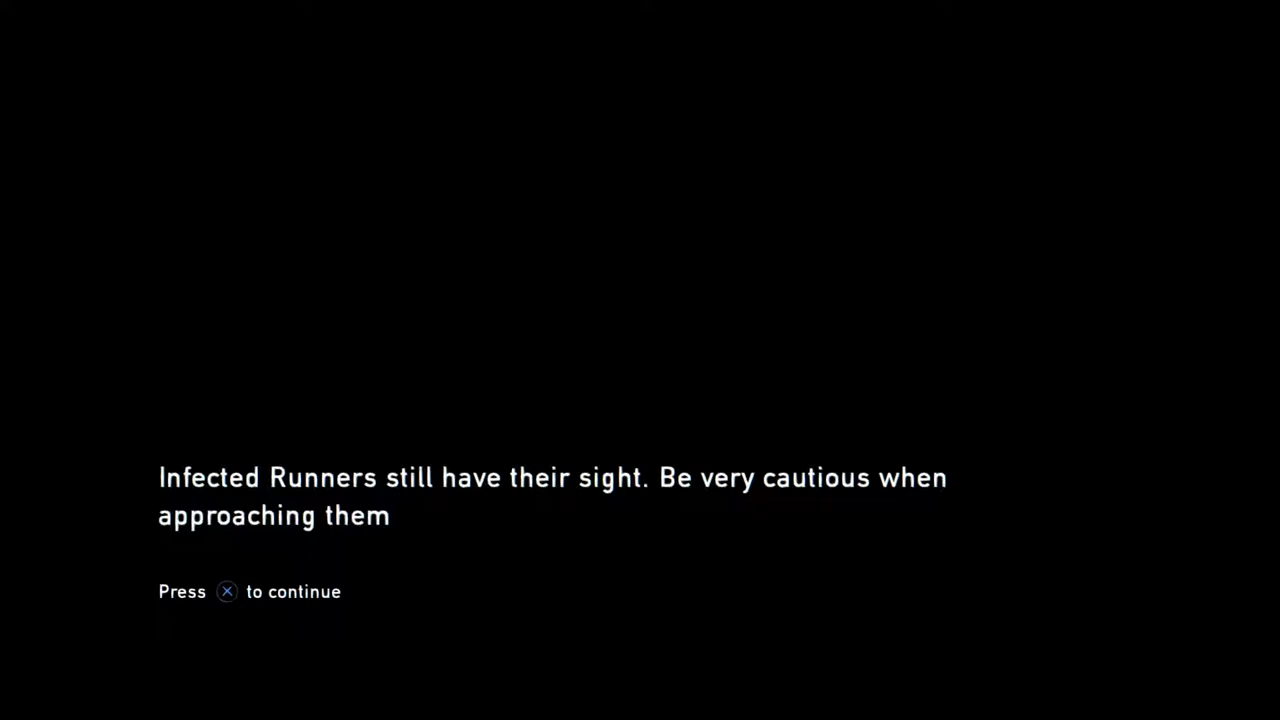 Infected Runners still have their sight. Be very cautious when
approaching them
Press ⓧ to continue